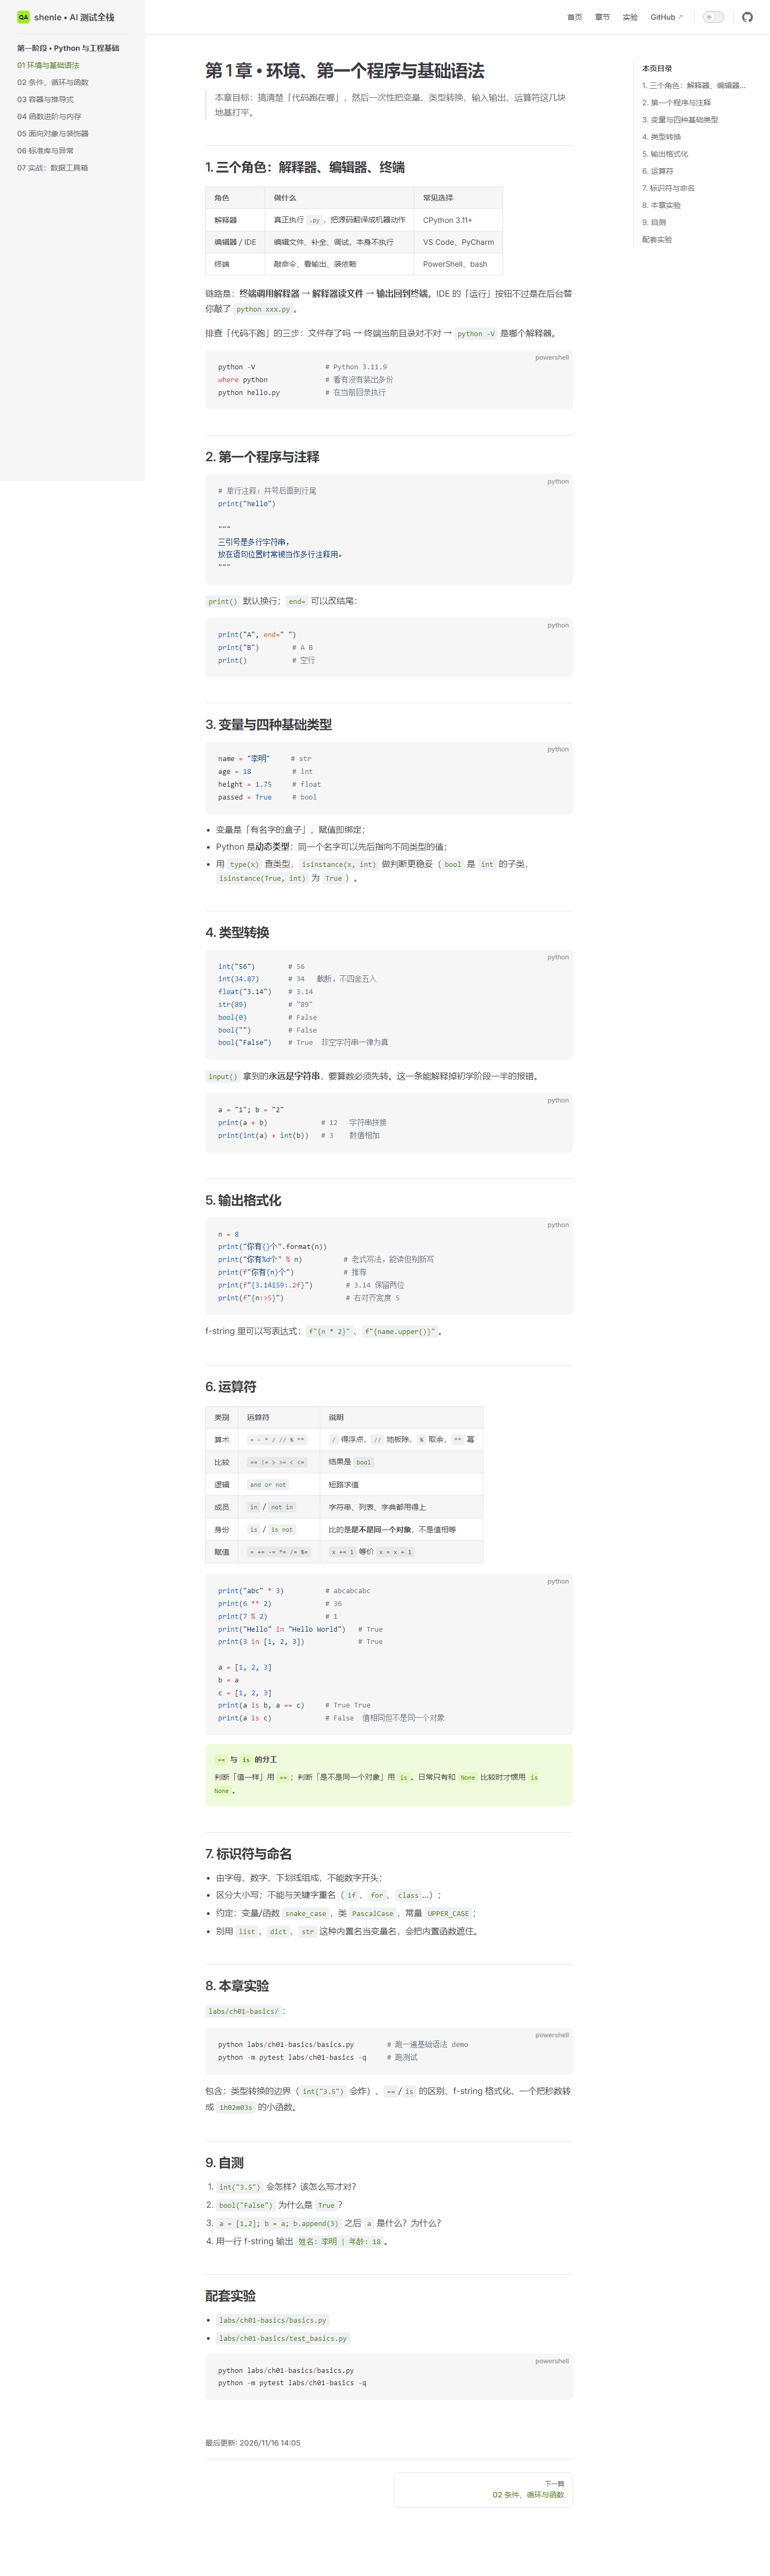 QA shenle • AI 测试全栈
首页 章节 实验 GitHub ↗
第一阶段 • Python 与工程基础
01 环境与基础语法
02 条件、循环与函数
03 容器与推导式
04 函数进阶与内存
05 面向对象与装饰器
06 标准库与异常
07 实战：数据工具箱
本页目录
1. 三个角色：解释器、编辑器...
2. 第一个程序与注释
3. 变量与四种基础类型
4. 类型转换
5. 输出格式化
6. 运算符
7. 标识符与命名
8. 本章实验
9. 自测
配套实验
第 1 章 • 环境、第一个程序与基础语法
本章目标：搞清楚「代码跑在哪」，然后一次性把变量、类型转换、输入输出、运算符这几块
地基打平。
1. 三个角色：解释器、编辑器、终端
角色 做什么 常见选择
解释器 真正执行 .py，把源码翻译成机器动作 CPython 3.11+
编辑器 / IDE 编辑文件、补全、调试，本身不执行 VS Code、PyCharm
终端 敲命令、看输出、装依赖 PowerShell、bash
链路是：终端调用解释器 → 解释器读文件 → 输出回到终端。IDE 的「运行」按钮不过是在后台替
你敲了 python xxx.py。
排查「代码不跑」的三步：文件存了吗 → 终端当前目录对不对 → python -V 是哪个解释器。
powershell
python -V # Python 3.11.9
where python # 看有没有装出多份
python hello.py # 在当前目录执行
2. 第一个程序与注释
python
# 单行注释：井号后面到行尾
print("hello")
"""
三引号是多行字符串，
放在语句位置时常被当作多行注释用。
"""
print() 默认换行；end= 可以改结尾：
python
print("A", end=" ")
print("B") # A B
print() # 空行
3. 变量与四种基础类型
python
name = "李明" # str
age = 18 # int
height = 1.75 # float
passed = True # bool
• 变量是「有名字的盒子」，赋值即绑定；
• Python 是动态类型：同一个名字可以先后指向不同类型的值；
• 用 type(x) 查类型，isinstance(x, int) 做判断更稳妥（bool 是 int 的子类，
isinstance(True, int) 为 True）。
4. 类型转换
python
int("56") # 56
int(34.87) # 34 截断，不四舍五入
float("3.14") # 3.14
str(89) # "89"
bool(0) # False
bool("") # False
bool("False") # True 非空字符串一律为真
input() 拿到的永远是字符串，要算数必须先转。这一条能解释掉初学阶段一半的报错。
python
a = "1"; b = "2"
print(a + b) # 12 字符串拼接
print(int(a) + int(b)) # 3 数值相加
5. 输出格式化
python
n = 8
print("你有{}个".format(n))
print("你有%d个" % n) # 老式写法，能读但别新写
print(f"你有{n}个") # 推荐
print(f"{3.14159:.2f}") # 3.14 保留两位
print(f"{n:>5}") # 右对齐宽度 5
f-string 里可以写表达式：f"{n * 2}"、f"{name.upper()}"。
6. 运算符
类别 运算符 说明
算术 + - * / // % ** / 得浮点，// 地板除，% 取余，** 幂
比较 == != > >= < <= 结果是 bool
逻辑 and or not 短路求值
成员 in / not in 字符串、列表、字典都用得上
身份 is / is not 比的是是不是同一个对象，不是值相等
赋值 = += -= *= /= %= x += 1 等价 x = x + 1
python
print("abc" * 3) # abcabcabc
print(6 ** 2) # 36
print(7 % 2) # 1
print("Hello" in "Hello World") # True
print(3 in [1, 2, 3]) # True
a = [1, 2, 3]
b = a
c = [1, 2, 3]
print(a is b, a == c) # True True
print(a is c) # False 值相同但不是同一个对象
== 与 is 的分工
判断「值一样」用 ==；判断「是不是同一个对象」用 is。日常只有和 None 比较时才惯用 is
None。
7. 标识符与命名
• 由字母、数字、下划线组成，不能数字开头；
• 区分大小写；不能与关键字重名（if、for、class…）；
• 约定：变量/函数 snake_case，类 PascalCase，常量 UPPER_CASE；
• 别用 list、dict、str 这种内置名当变量名，会把内置函数遮住。
8. 本章实验
labs/ch01-basics/：
powershell
python labs/ch01-basics/basics.py # 跑一遍基础语法 demo
python -m pytest labs/ch01-basics -q # 跑测试
包含：类型转换的边界（int("3.5") 会炸）、==/is 的区别、f-string 格式化、一个把秒数转
成 1h02m03s 的小函数。
9. 自测
1. int("3.5") 会怎样？该怎么写才对？
2. bool("False") 为什么是 True？
3. a = [1,2]; b = a; b.append(3) 之后 a 是什么？为什么？
4. 用一行 f-string 输出 姓名: 李明 | 年龄: 18。
配套实验
• labs/ch01-basics/basics.py
• labs/ch01-basics/test_basics.py
powershell
python labs/ch01-basics/basics.py
python -m pytest labs/ch01-basics -q
最后更新: 2026/11/16 14:05
下一篇
02 条件、循环与函数